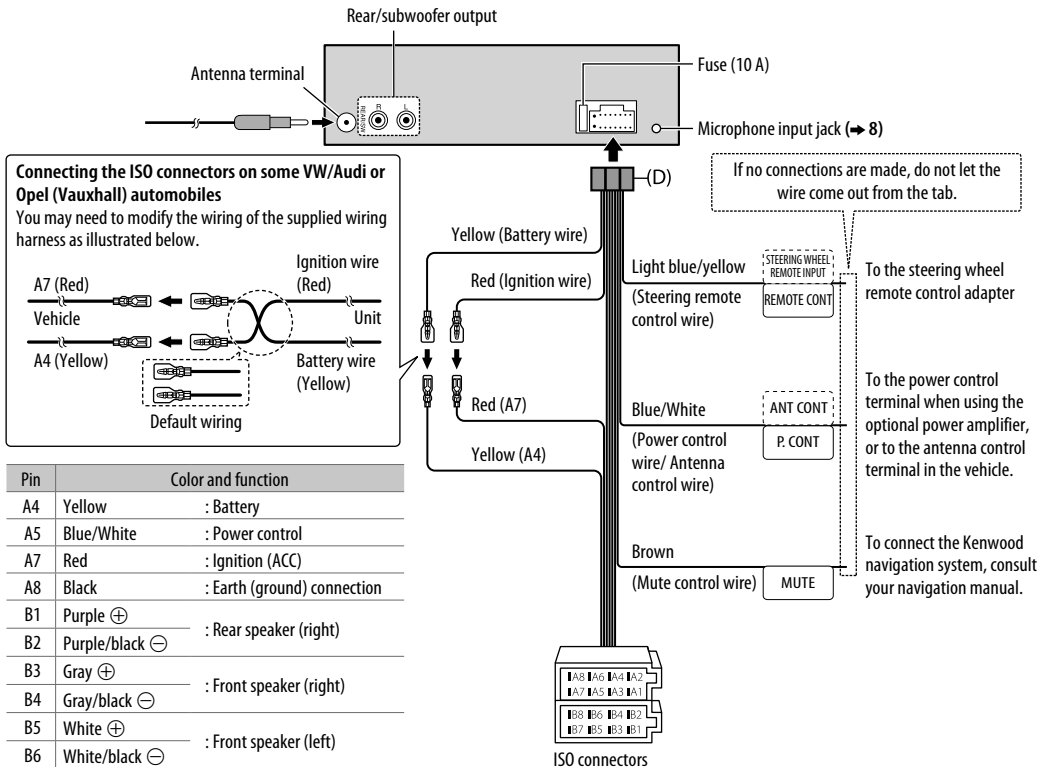 Rear/subwoofer output
Antenna terminal
Fuse (10 A)
REAR/SW
R
L
Microphone input jack (➜ 8)
Connecting the ISO connectors on some VW/Audi or
Opel (Vauxhall) automobiles
You may need to modify the wiring of the supplied wiring
harness as illustrated below.
A7 (Red)
Ignition wire
(Red)
Vehicle
Unit
A4 (Yellow)
Battery wire
(Yellow)
Default wiring
(D)
If no connections are made, do not let the
wire come out from the tab.
Yellow (Battery wire)
Red (Ignition wire)
Light blue/yellow
(Steering remote
control wire)
STEERING WHEEL
REMOTE INPUT
REMOTE CONT
To the steering wheel
remote control adapter
Red (A7)
Yellow (A4)
Blue/White
(Power control
wire/ Antenna
control wire)
ANT CONT
P. CONT
To the power control
terminal when using the
optional power amplifier,
or to the antenna control
terminal in the vehicle.
Brown
(Mute control wire)
MUTE
To connect the Kenwood
navigation system, consult
your navigation manual.
Pin Color and function
A4 Yellow : Battery
A5 Blue/White : Power control
A7 Red : Ignition (ACC)
A8 Black : Earth (ground) connection
B1 Purple ⊕
: Rear speaker (right)
B2 Purple/black ⊖
B3 Gray ⊕
: Front speaker (right)
B4 Gray/black ⊖
B5 White ⊕
: Front speaker (left)
B6 White/black ⊖
A8 A6 A4 A2
A7 A5 A3 A1
B8 B6 B4 B2
B7 B5 B3 B1
ISO connectors